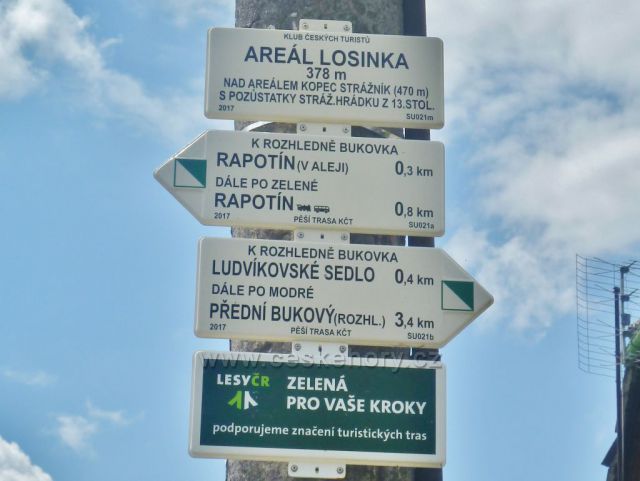 KLUB ČESKÝCH TURISTŮ
AREÁL LOSINKA
378 m
NAD AREÁLEM KOPEC STRÁŽNÍK (470 m)
S POZŮSTATKY STRÁŽ.HRÁDKU Z 13.STOL.
2017 SU021m
K ROZHLEDNĚ BUKOVKA
RAPOTÍN (V ALEJI) 0,3 km
DÁLE PO ZELENÉ
RAPOTÍN 0,8 km
2017 PĚŠÍ TRASA KČT SU021a
K ROZHLEDNĚ BUKOVKA
LUDVÍKOVSKÉ SEDLO 0,4 km
DÁLE PO MODRÉ
PŘEDNÍ BUKOVÝ (ROZHL.) 3,4 km
2017 PĚŠÍ TRASA KČT SU021b
www.ceskehory.cz
LESY ČR ZELENÁ
PRO VAŠE KROKY
podporujeme značení turistických tras